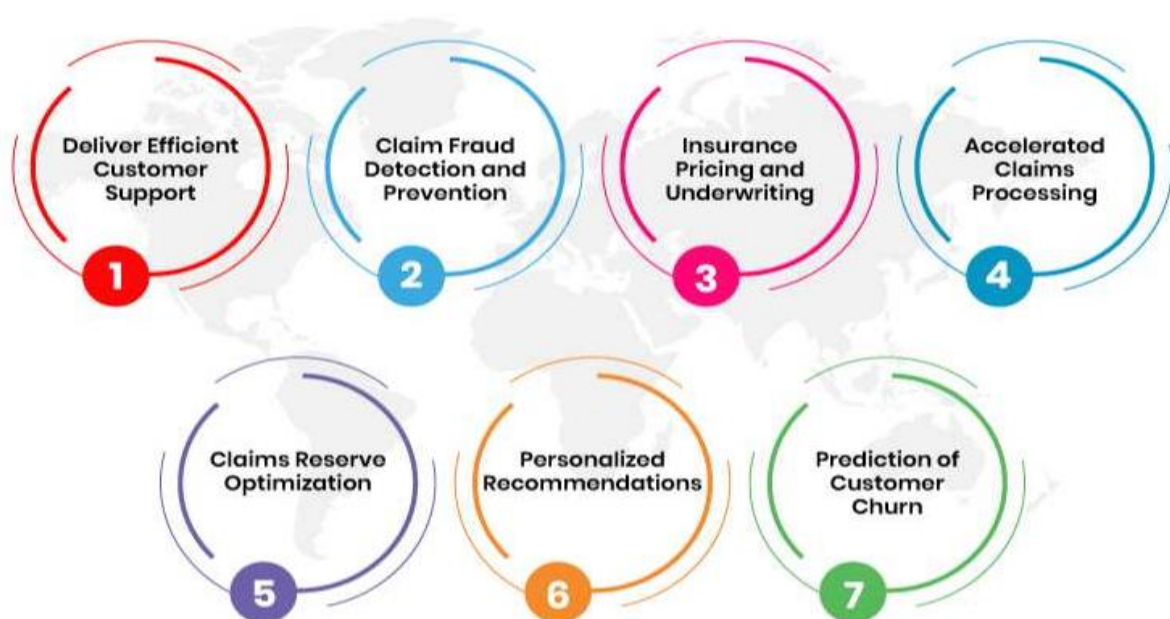 Deliver Efficient
Customer
Support
1
Claim Fraud
Detection and
Prevention
2
Insurance
Pricing and
Underwriting
3
Accelerated
Claims
Processing
4
Claims Reserve
Optimization
5
Personalized
Recommendations
6
Prediction of
Customer
Churn
7